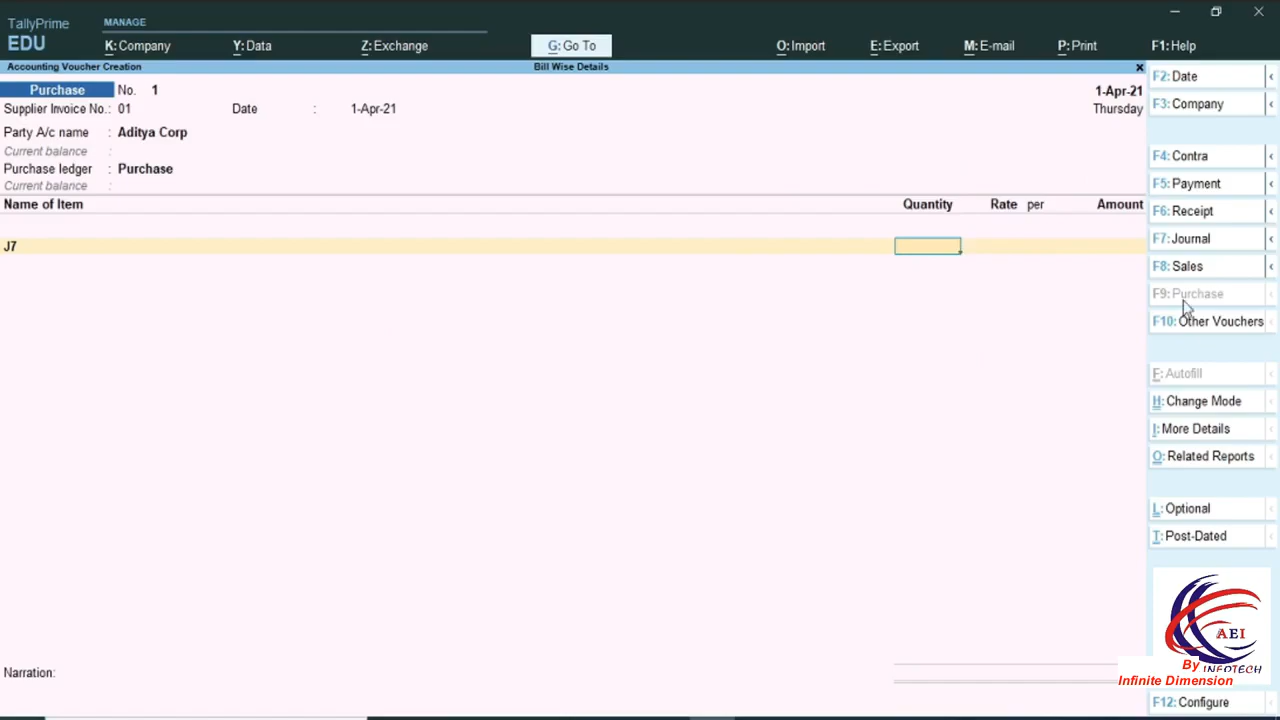 TallyPrime
EDU
MANAGE
K: Company
Y: Data
Z: Exchange
G: Go To
O: Import
E: Export
M: E-mail
P: Print
F1: Help
Accounting Voucher Creation
Bill Wise Details
x
Purchase No. 1
1-Apr-21
Supplier Invoice No.: 01 Date : 1-Apr-21
Thursday
Party A/c name : Aditya Corp
Current balance :
Purchase ledger : Purchase
Current balance :
Name of Item Quantity Rate per Amount
J7
Narration:
F2: Date
F3: Company
F4: Contra
F5: Payment
F6: Receipt
F7: Journal
F8: Sales
F9: Purchase
F10: Other Vouchers
F: Autofill
H: Change Mode
I: More Details
O: Related Reports
L: Optional
T: Post-Dated
AEI
INFOTECH
By
Infinite Dimension
F12: Configure